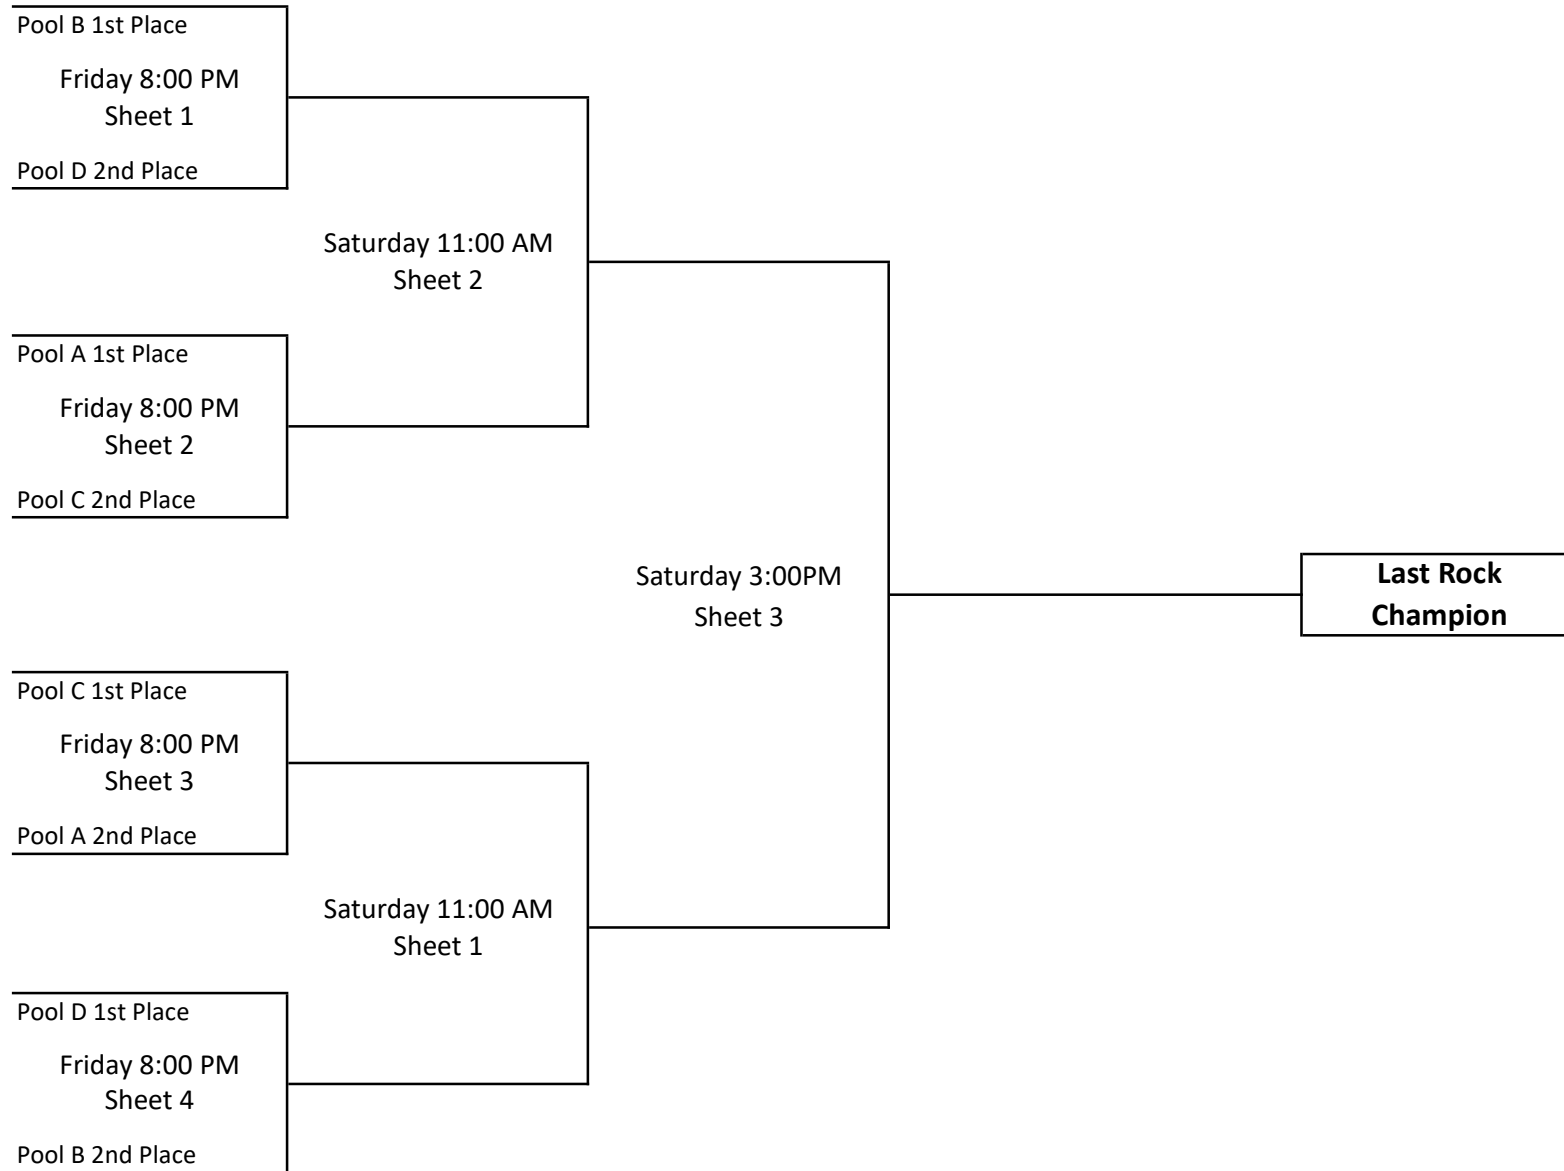 Pool B 1st Place
Friday 8:00 PM
Sheet 1
Pool D 2nd Place
Saturday 11:00 AM
Sheet 2
Pool A 1st Place
Friday 8:00 PM
Sheet 2
Pool C 2nd Place
Saturday 3:00PM
Sheet 3
Last Rock
Champion
Pool C 1st Place
Friday 8:00 PM
Sheet 3
Pool A 2nd Place
Saturday 11:00 AM
Sheet 1
Pool D 1st Place
Friday 8:00 PM
Sheet 4
Pool B 2nd Place